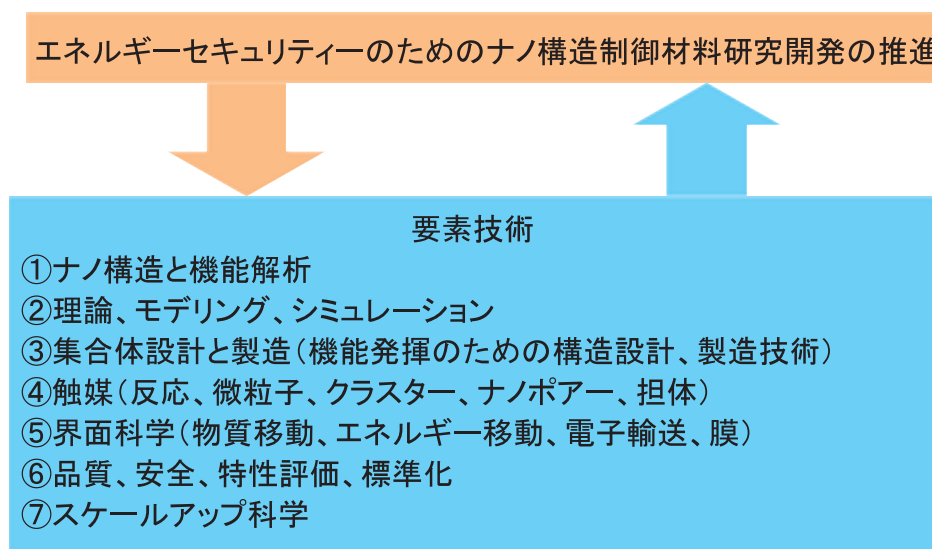 エネルギーセキュリティーのためのナノ構造制御材料研究開発の推進
要素技術
①ナノ構造と機能解析
②理論、モデリング、シミュレーション
③集合体設計と製造（機能発揮のための構造設計、製造技術）
④触媒（反応、微粒子、クラスター、ナノポアー、担体）
⑤界面科学（物質移動、エネルギー移動、電子輸送、膜）
⑥品質、安全、特性評価、標準化
⑦スケールアップ科学